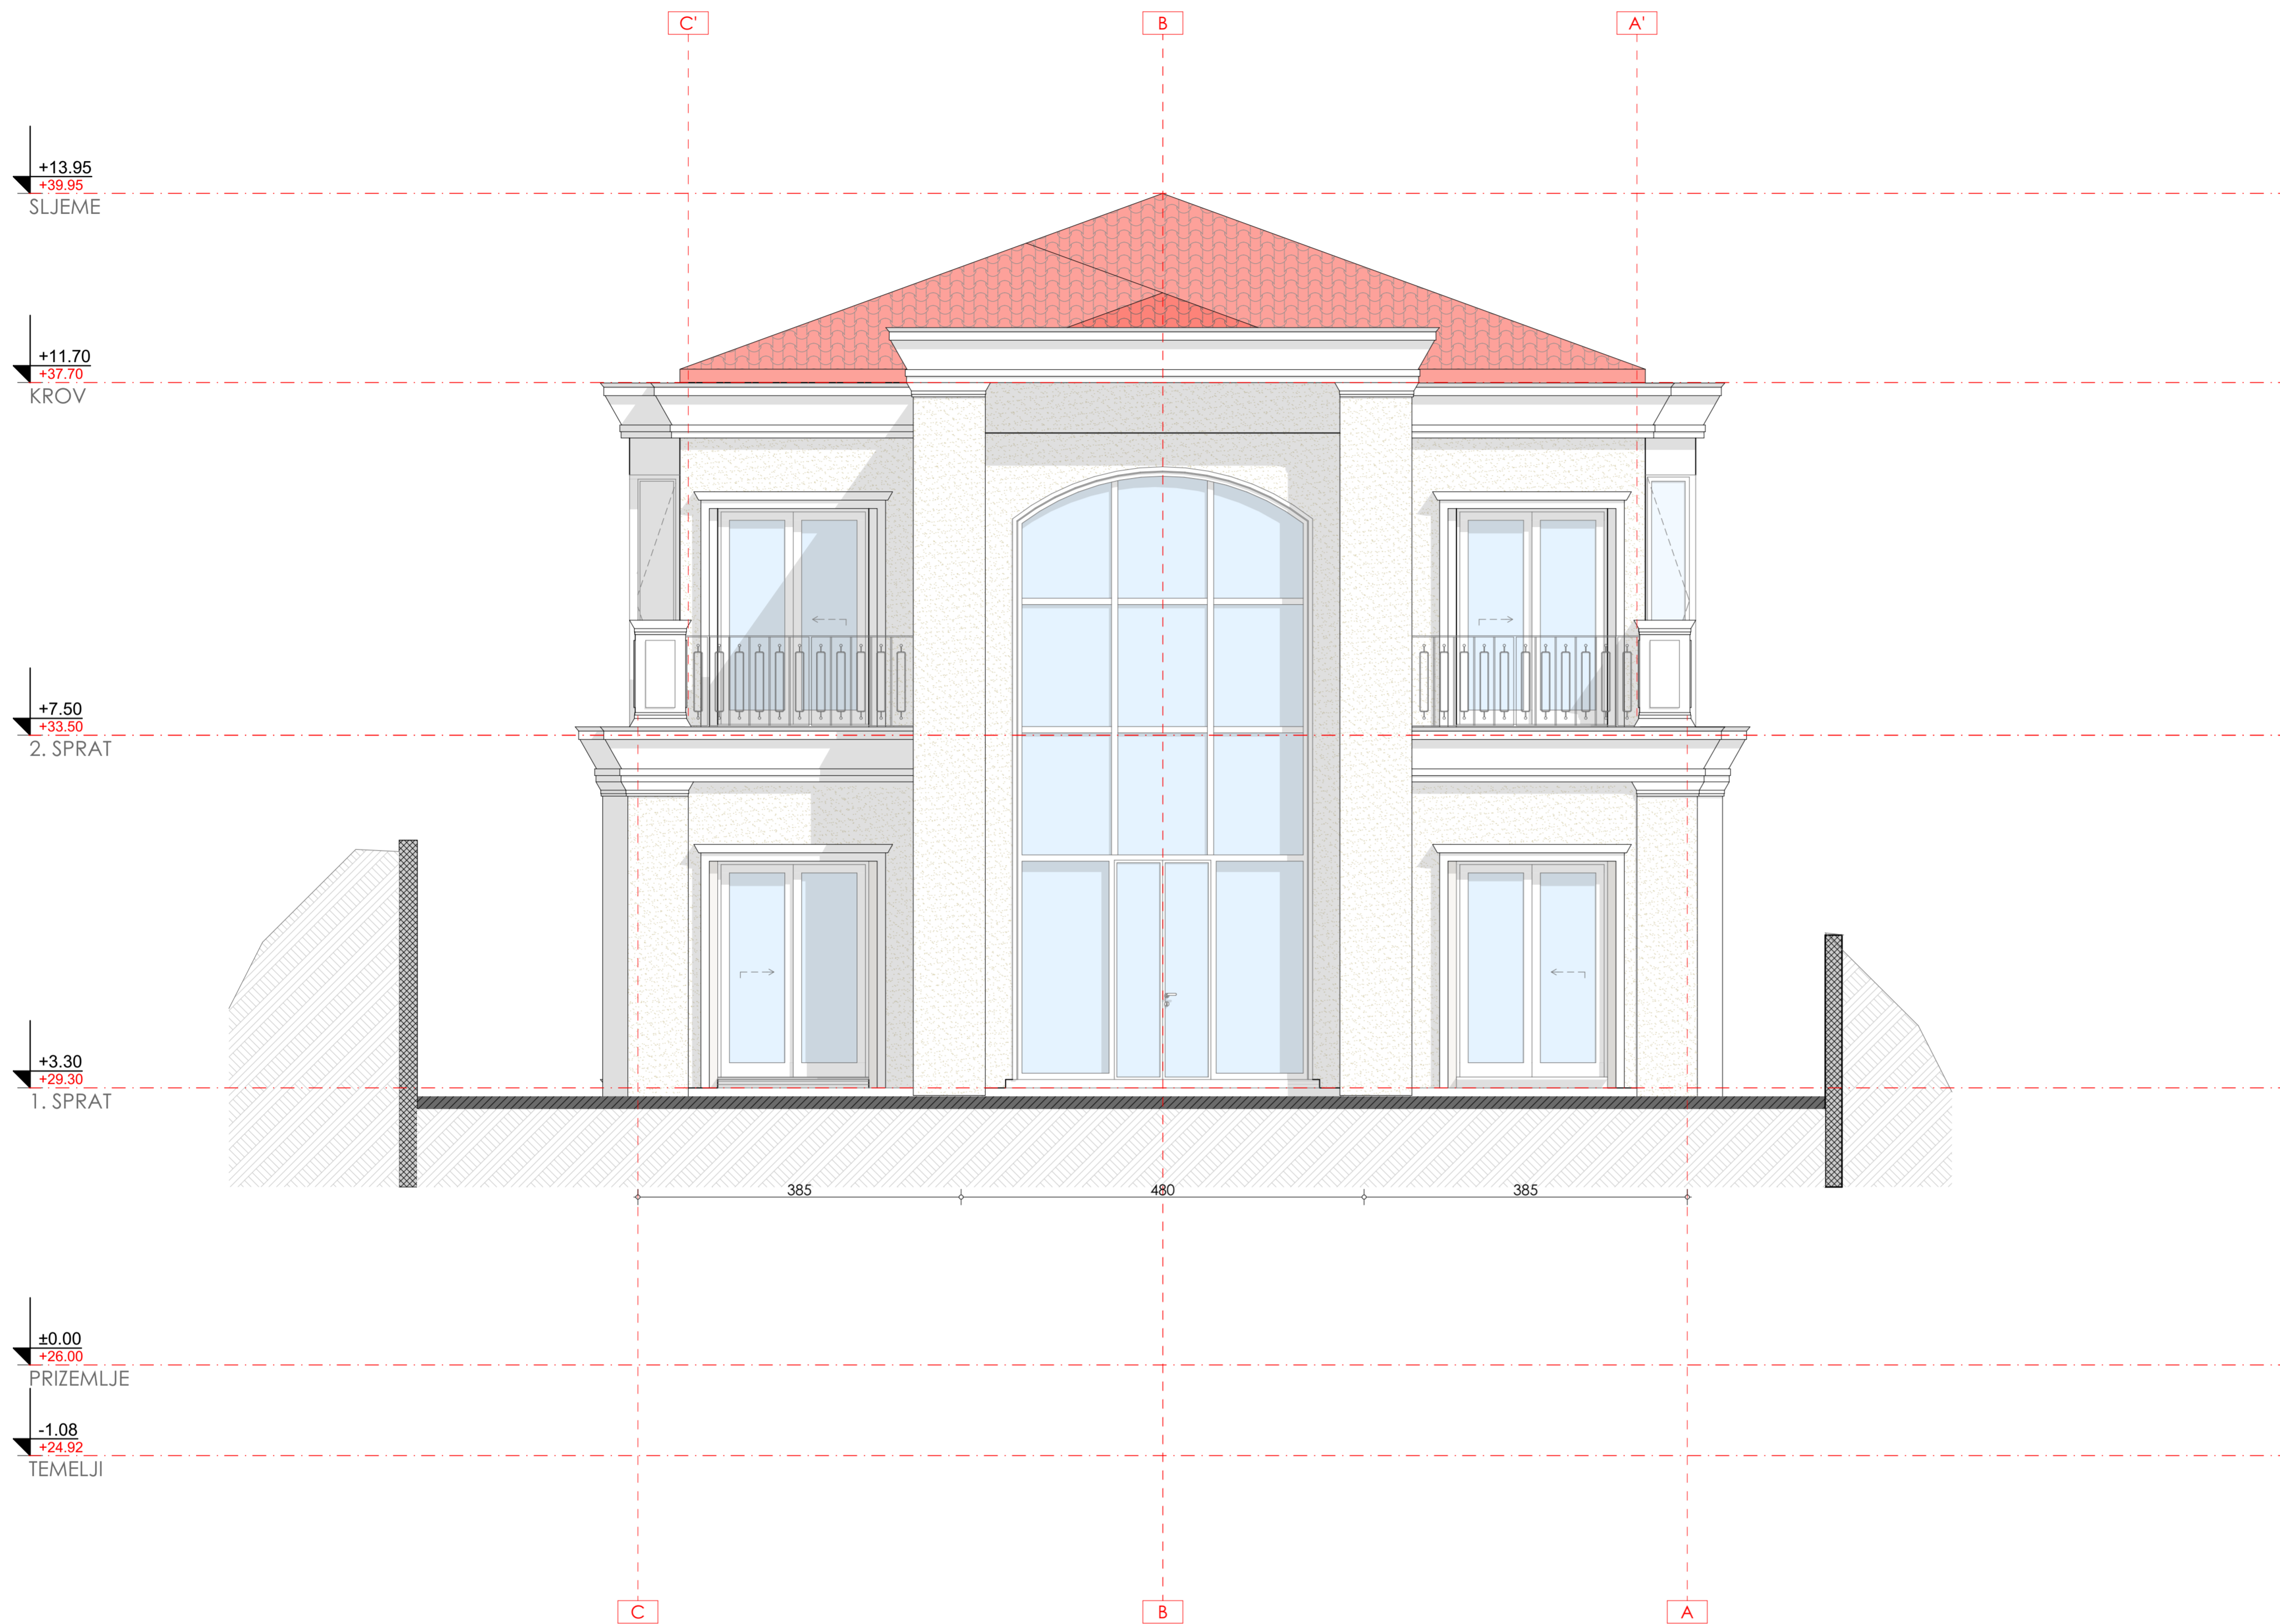 C'
B
A'
+13.95
+39.95
SLJEME
+11.70
+37.70
KROV
+7.50
+33.50
2. SPRAT
+3.30
+29.30
1. SPRAT
385
480
385
±0.00
+26.00
PRIZEMLJE
-1.08
+24.92
TEMELJI
C
B
A